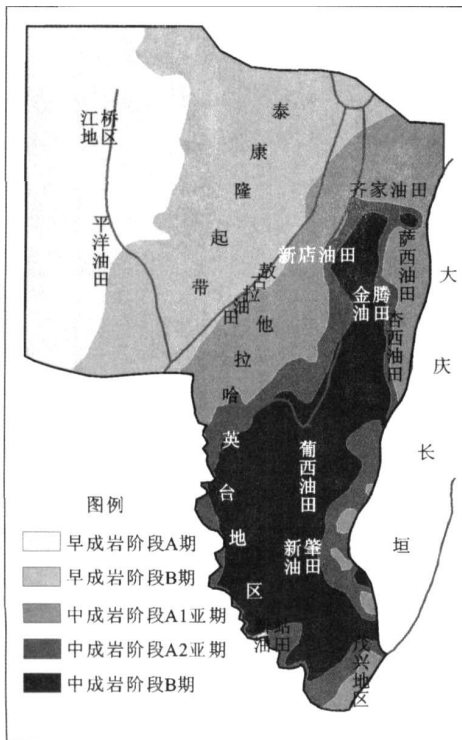 泰康隆起带
江桥
地区
平洋油田
齐家油田
萨西油田
新店油田
敖古拉油田
他拉哈
金腾
油田
杏西油田
大庆长垣
英台地区
葡西油田
新肇
油田
站
油田
茂兴地区
图例
早成岩阶段A期
早成岩阶段B期
中成岩阶段A1亚期
中成岩阶段A2亚期
中成岩阶段B期